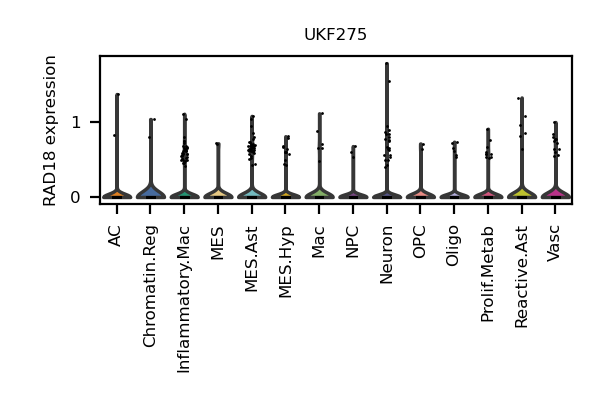 UKF275
RAD18 expression
1
0
AC
Chromatin.Reg
Inflammatory.Mac
MES
MES.Ast
MES.Hyp
Mac
NPC
Neuron
OPC
Oligo
Prolif.Metab
Reactive.Ast
Vasc